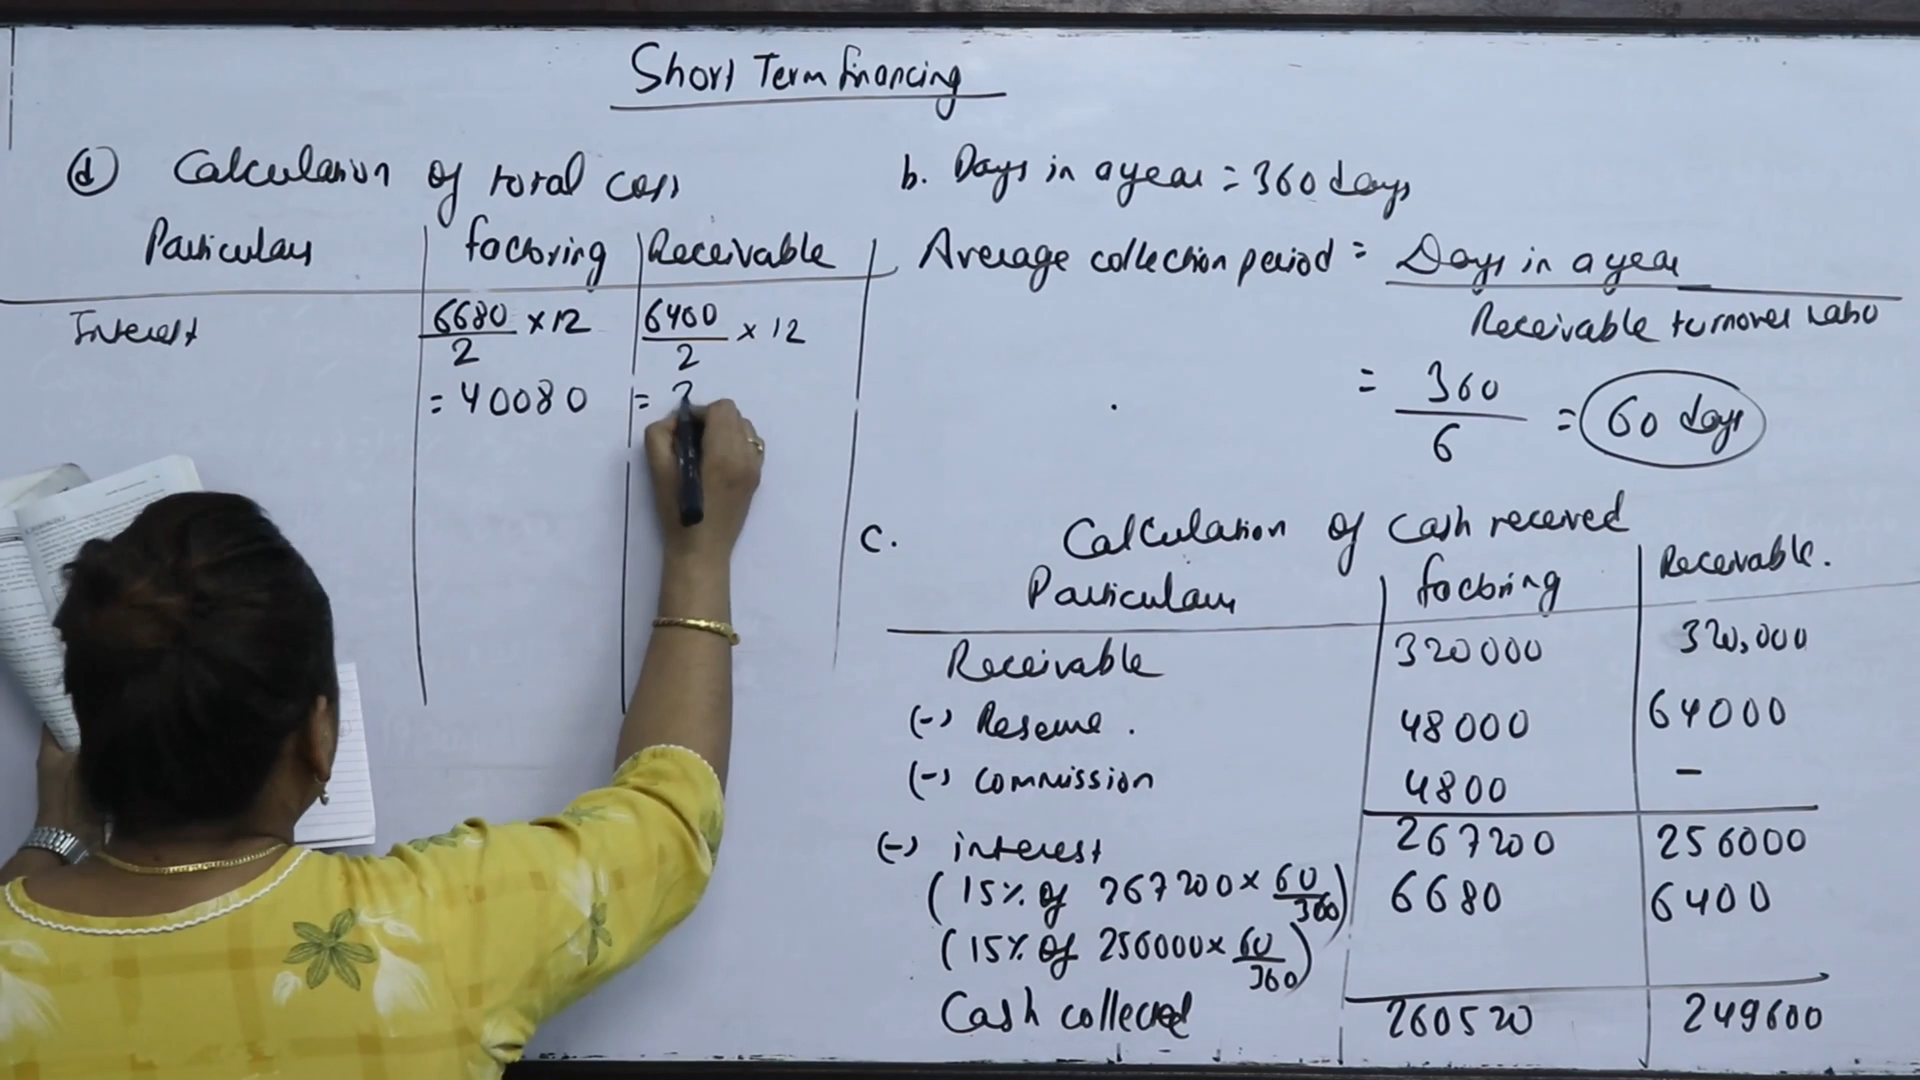 Short Term financing
d Calculation of total cost
Particulars factoring Receivable
Interest 6680/2 × 12 6400/2 × 12
= 40080 = 3
b. Days in a year = 360 days
Average collection period = Days in a year / Receivable turnover ratio
= 360/6 = 60 days
c. Calculation of cash received
Particulars factoring Receivable.
Receivable 320000 320,000
(-) Reserve . 48000 64000
(-) Commission 4800 –
267200 256000
(-) interest
(15% of 267200 × 60/360) 6680 6400
(15% of 256000 × 60/360)
Cash collected 260520 249600